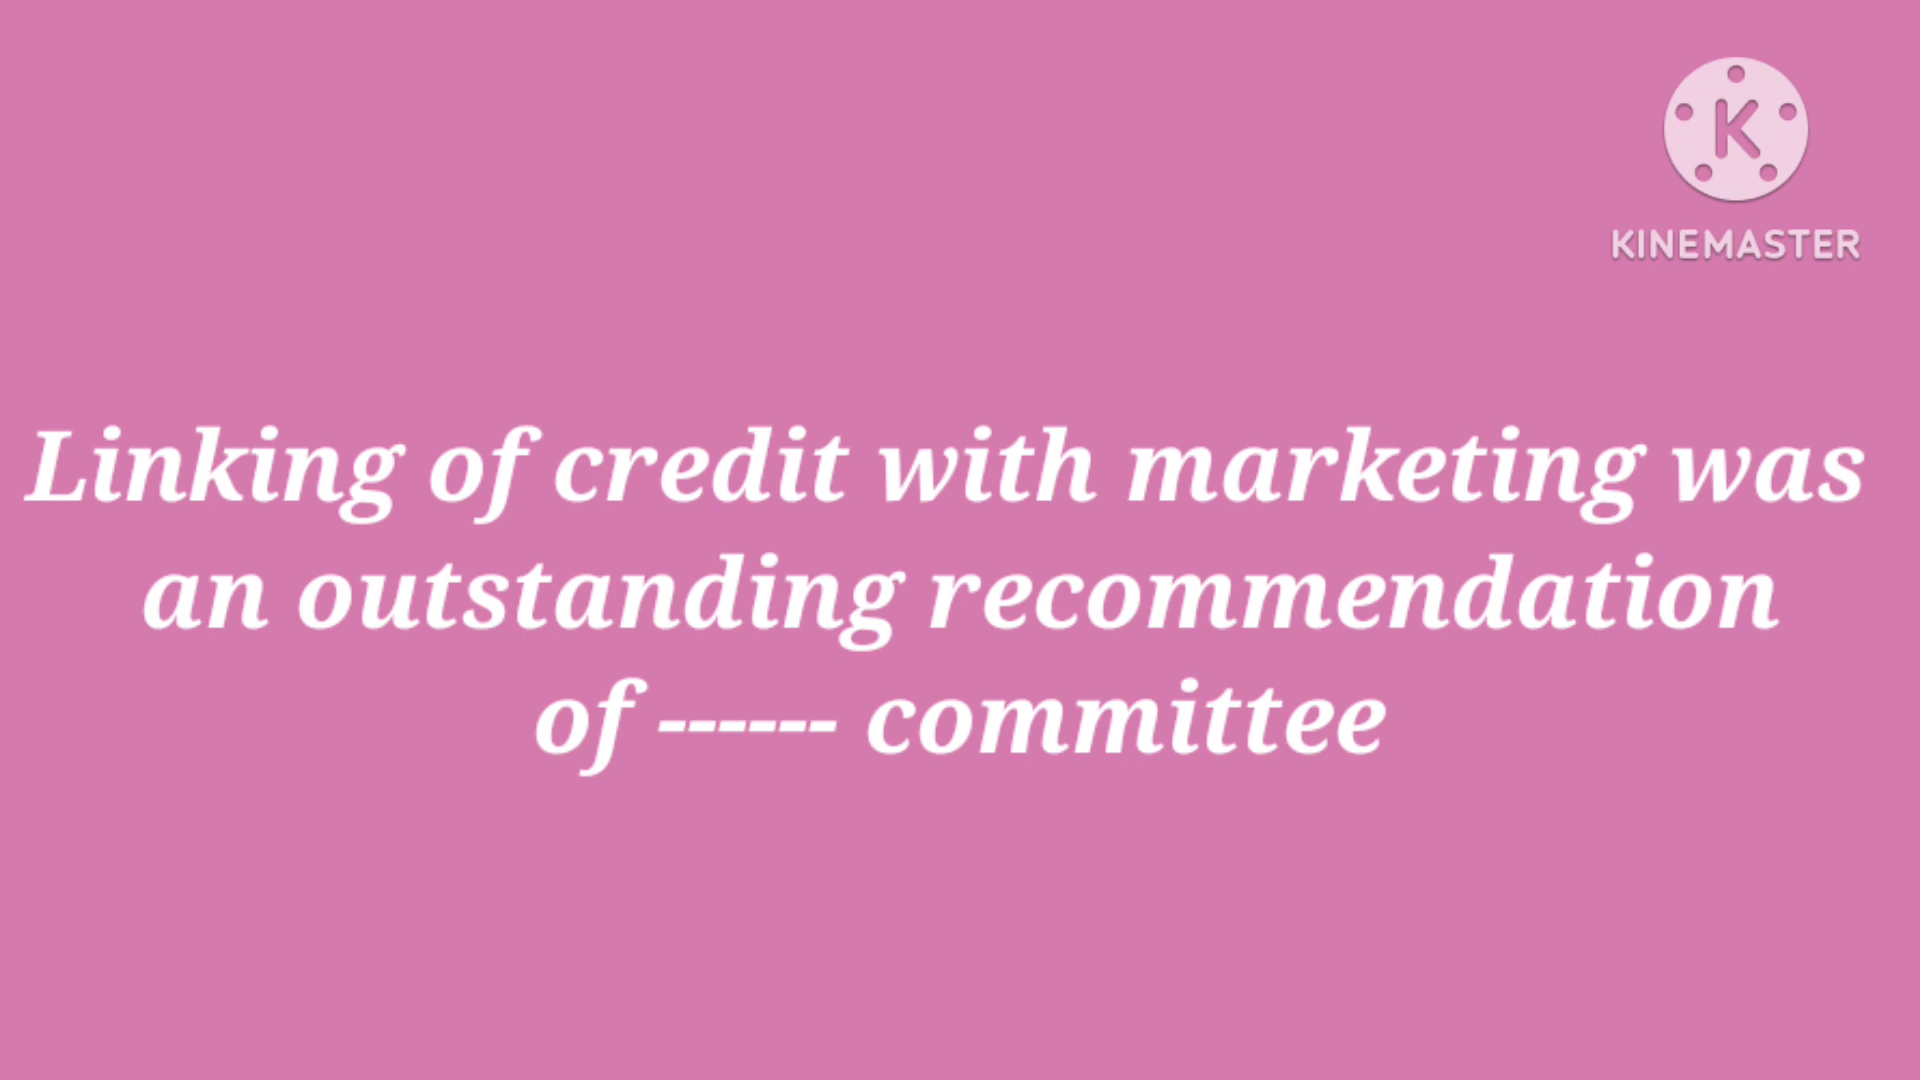 K
KINEMASTER
Linking of credit with marketing was
an outstanding recommendation
of ------ committee